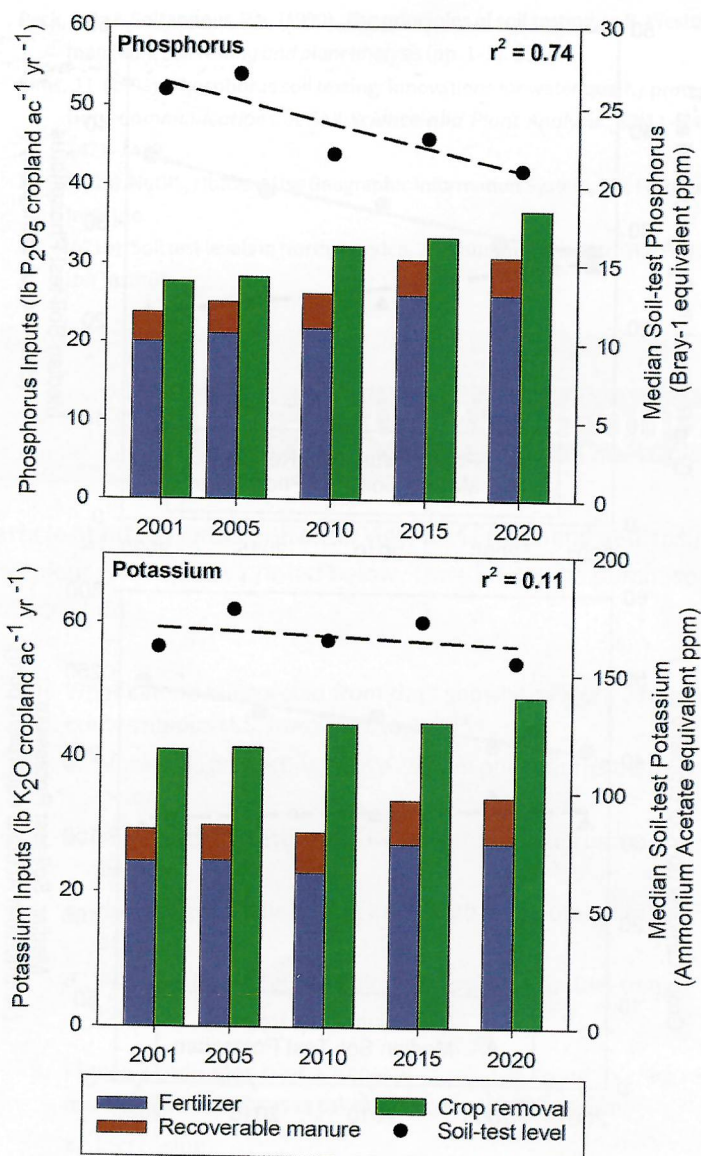 Phosphorus
r² = 0.74
60
50
40
30
20
10
0
Phosphorus Inputs (lb P₂O₅ cropland ac⁻¹ yr⁻¹)
30
25
20
15
10
5
0
Median Soil-test Phosphorus
(Bray-1 equivalent ppm)
2001 2005 2010 2015 2020
Potassium
r² = 0.11
60
40
20
0
Potassium Inputs (lb K₂O cropland ac⁻¹ yr⁻¹)
200
150
100
50
0
Median Soil-test Potassium
(Ammonium Acetate equivalent ppm)
2001 2005 2010 2015 2020
Fertilizer Crop removal
Recoverable manure Soil-test level